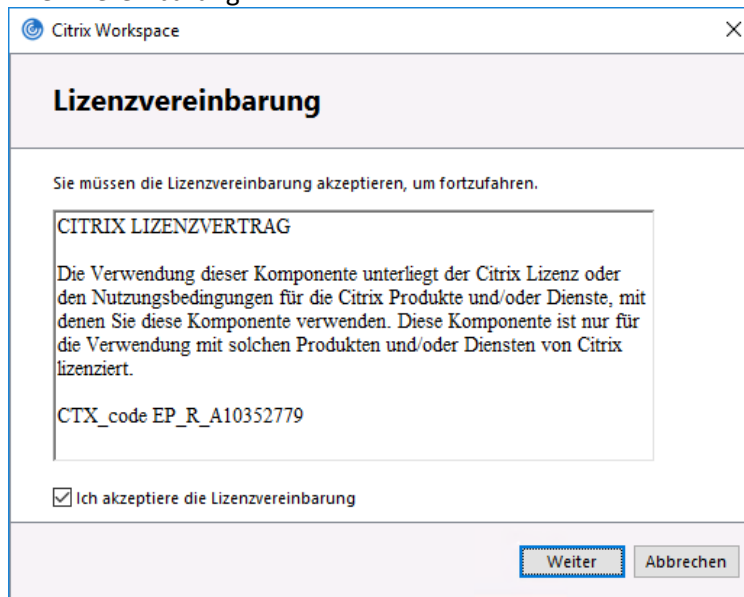 Citrix Workspace
Lizenzvereinbarung
Sie müssen die Lizenzvereinbarung akzeptieren, um fortzufahren.
CITRIX LIZENZVERTRAG
Die Verwendung dieser Komponente unterliegt der Citrix Lizenz oder
den Nutzungsbedingungen für die Citrix Produkte und/oder Dienste, mit
denen Sie diese Komponente verwenden. Diese Komponente ist nur für
die Verwendung mit solchen Produkten und/oder Diensten von Citrix
lizenziert.
CTX_code EP_R_A10352779
Ich akzeptiere die Lizenzvereinbarung
Weiter Abbrechen